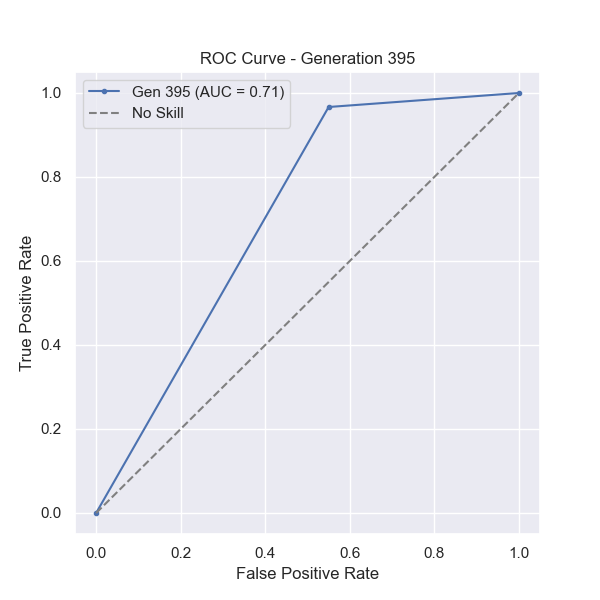 ROC Curve - Generation 395
Gen 395 (AUC = 0.71)
No Skill
True Positive Rate
1.0
0.8
0.6
0.4
0.2
0.0
0.0 0.2 0.4 0.6 0.8 1.0
False Positive Rate